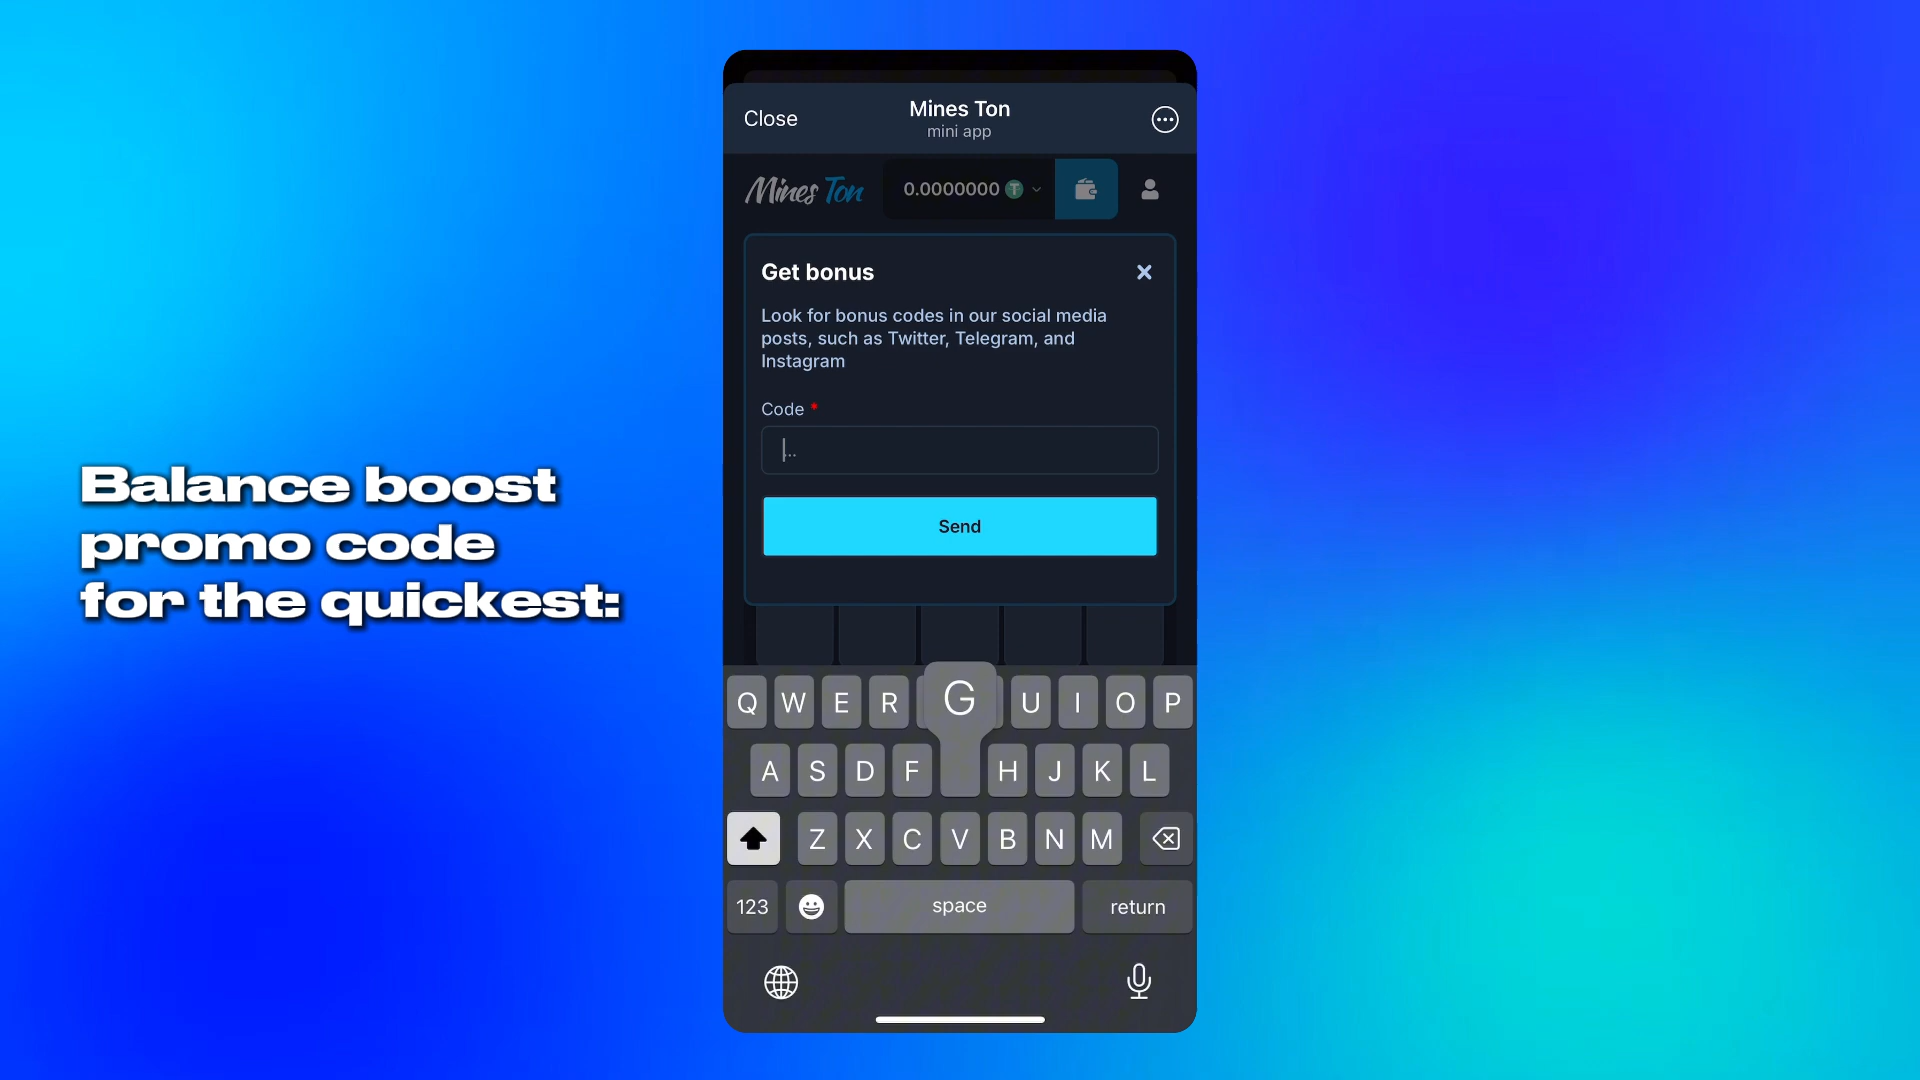 Close
Mines Ton
mini app
Mines Ton
0.0000000
Get bonus
Look for bonus codes in our social media
posts, such as Twitter, Telegram, and
Instagram
Code *
...
Send
Balance boost
promo code
for the quickest:
Q W E R G U I O P
A S D F H J K L
Z X C V B N M
123 space return